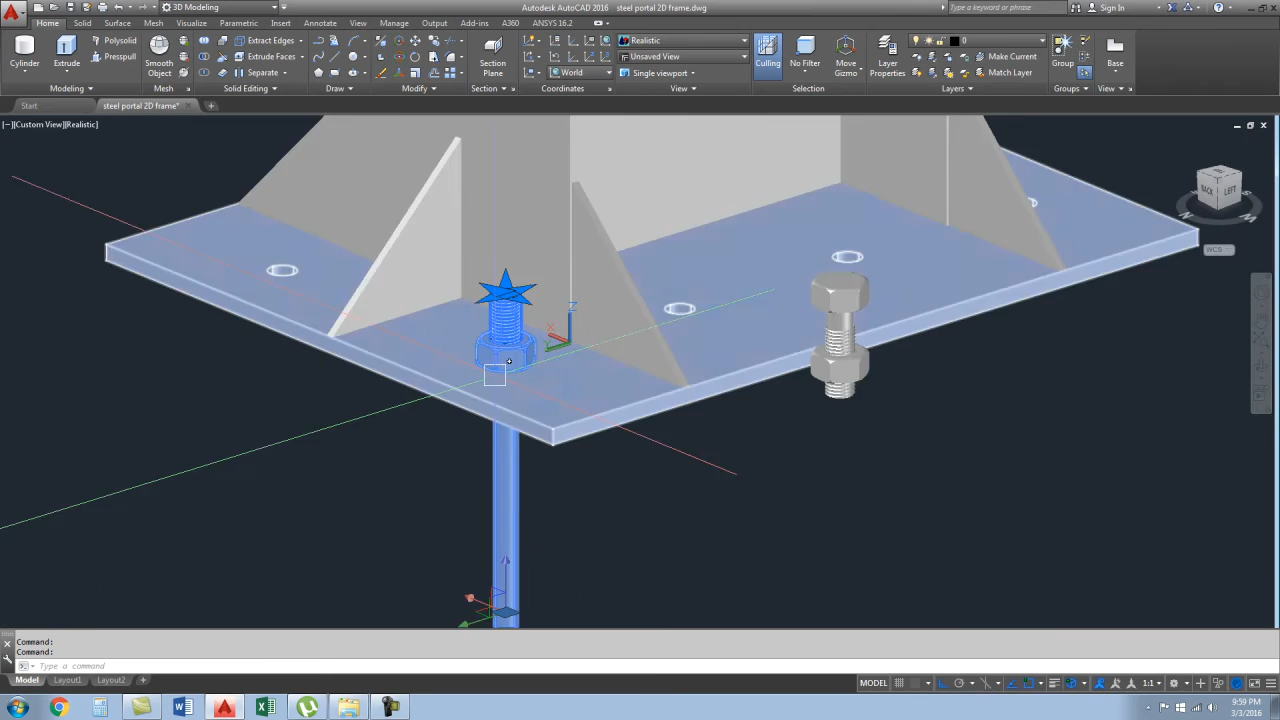 3D Modeling
Autodesk AutoCAD 2016 steel portal 2D frame.dwg
Type a keyword or phrase
Sign In
Home Solid Surface Mesh Visualize Parametric Insert Annotate View Manage Output Add-ins A360 ANSYS 16.2
Polysolid
Presspull
Extract Edges
Extrude Faces
Separate
Realistic
Unsaved View
World
Single viewport
0
Make Current
Match Layer
Cylinder
Extrude
Smooth
Object
Section
Plane
Culling
No Filter
Move
Gizmo
Layer
Properties
Group
Base
Modeling
Mesh
Solid Editing
Draw
Modify
Section
Coordinates
View
Selection
Layers
Groups
View
Start
steel portal 2D frame*
[−][Custom View][Realistic]
BACK
LEFT
WCS
X
Y
Z
Command:
Command:
Type a command
Model Layout1 Layout2
MODEL
1:1
9:59 PM
3/3/2016